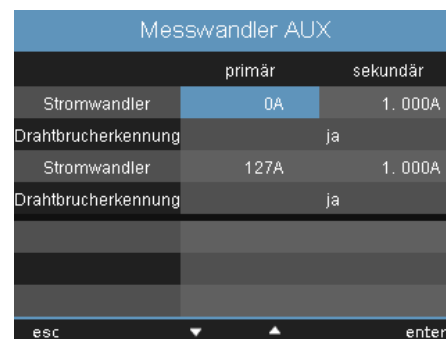 Messwandler AUX
primär sekundär
Stromwandler 0A 1. 000A
Drahtbrucherkennung ja
Stromwandler 127A 1. 000A
Drahtbrucherkennung ja
esc enter